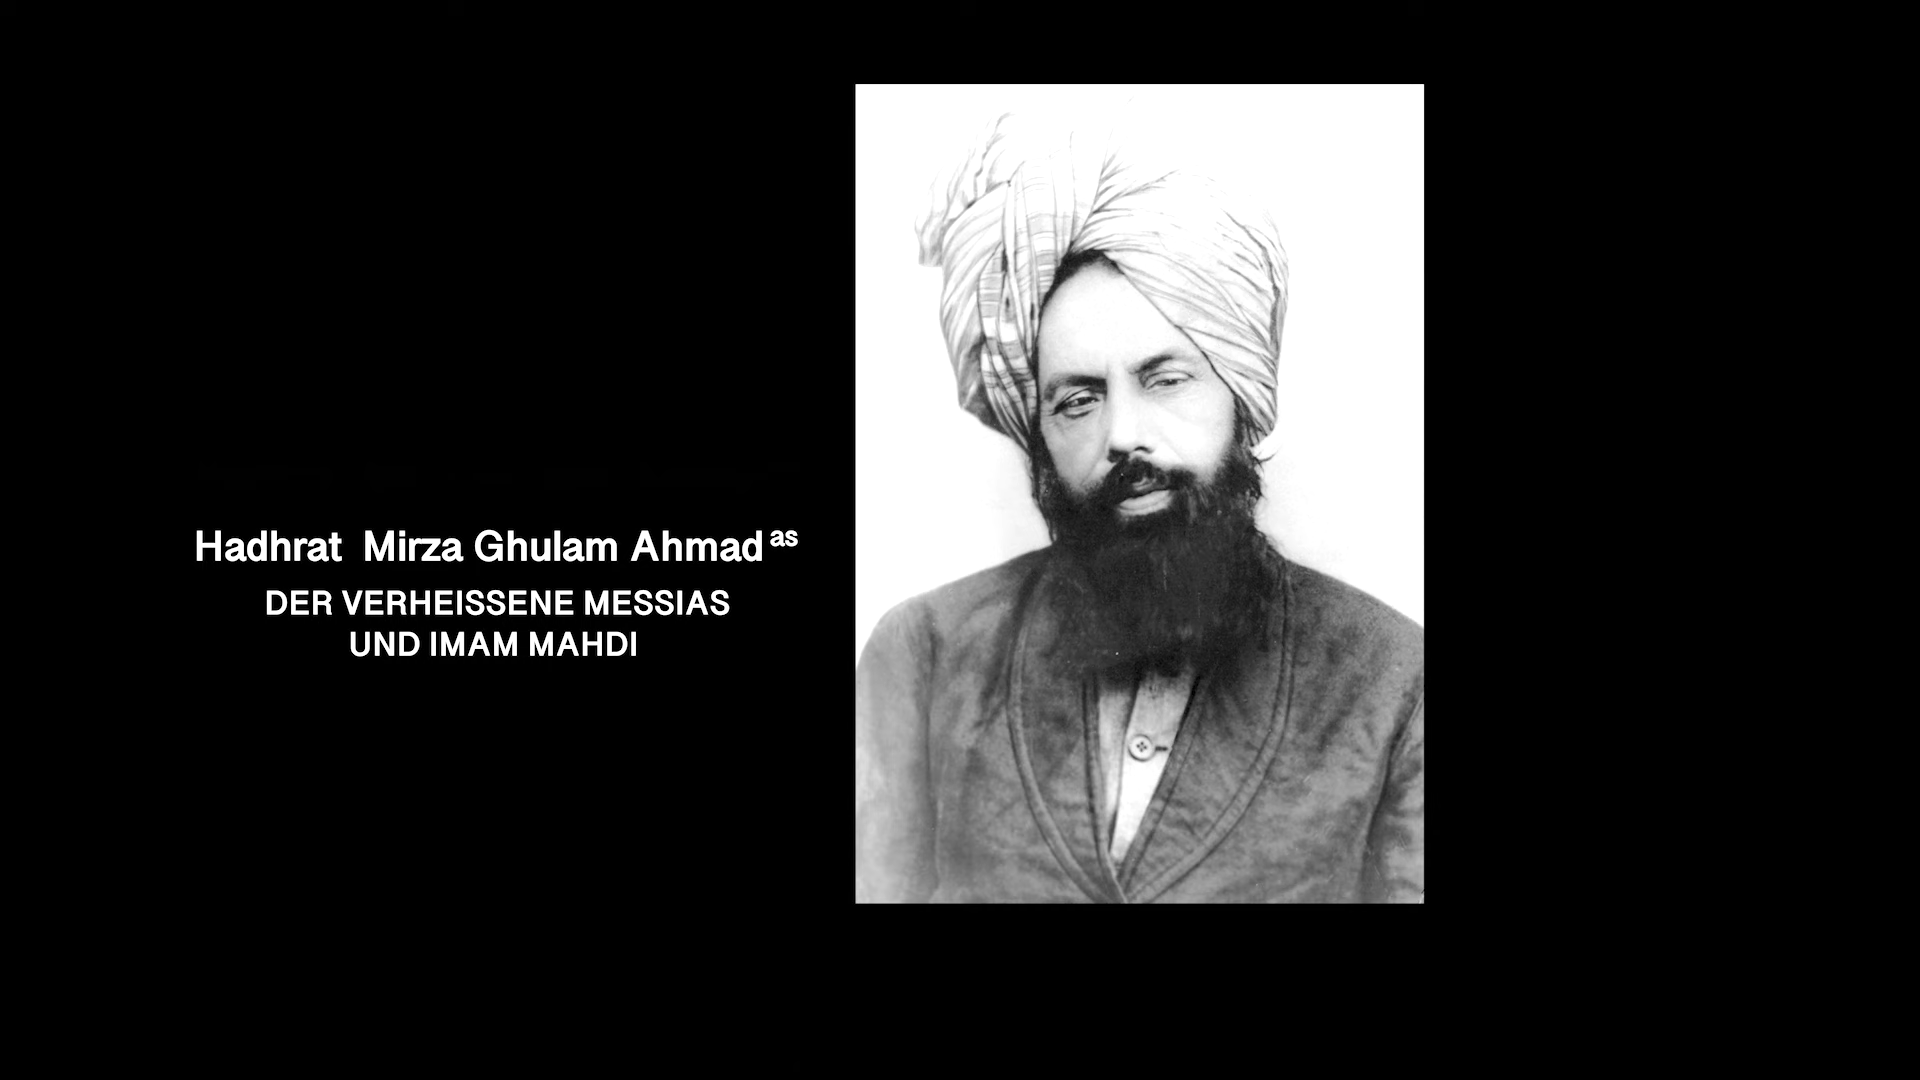 Hadhrat Mirza Ghulam Ahmad as
DER VERHEISSENE MESSIAS
UND IMAM MAHDI